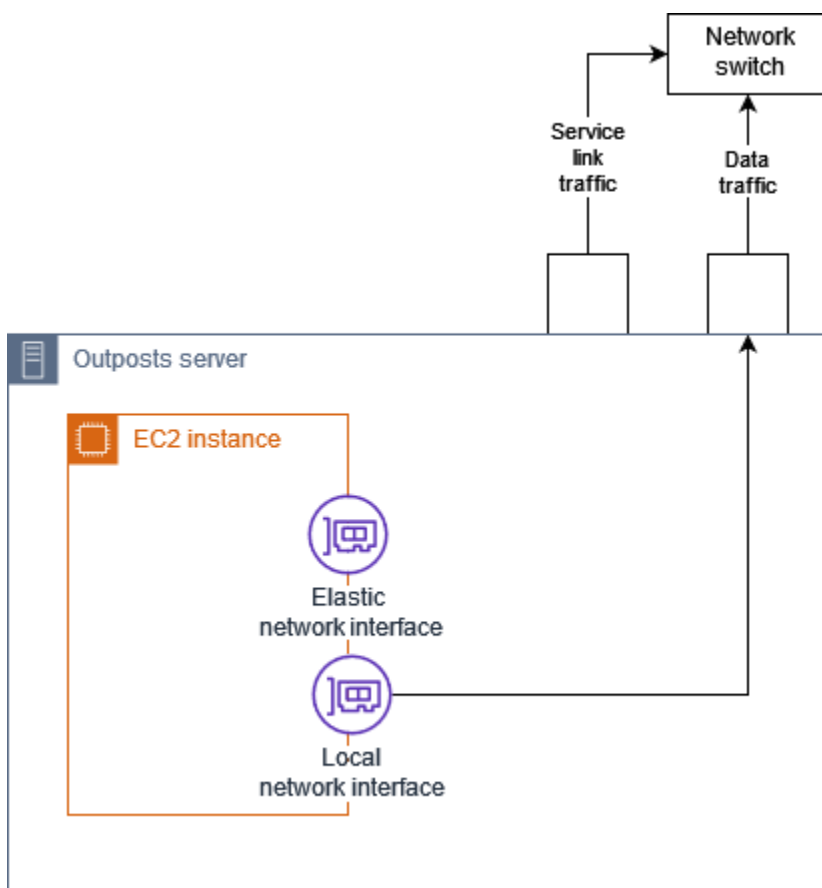 Network
switch
Service
link
traffic
Data
traffic
Outposts server
EC2 instance
Elastic
network interface
Local
network interface